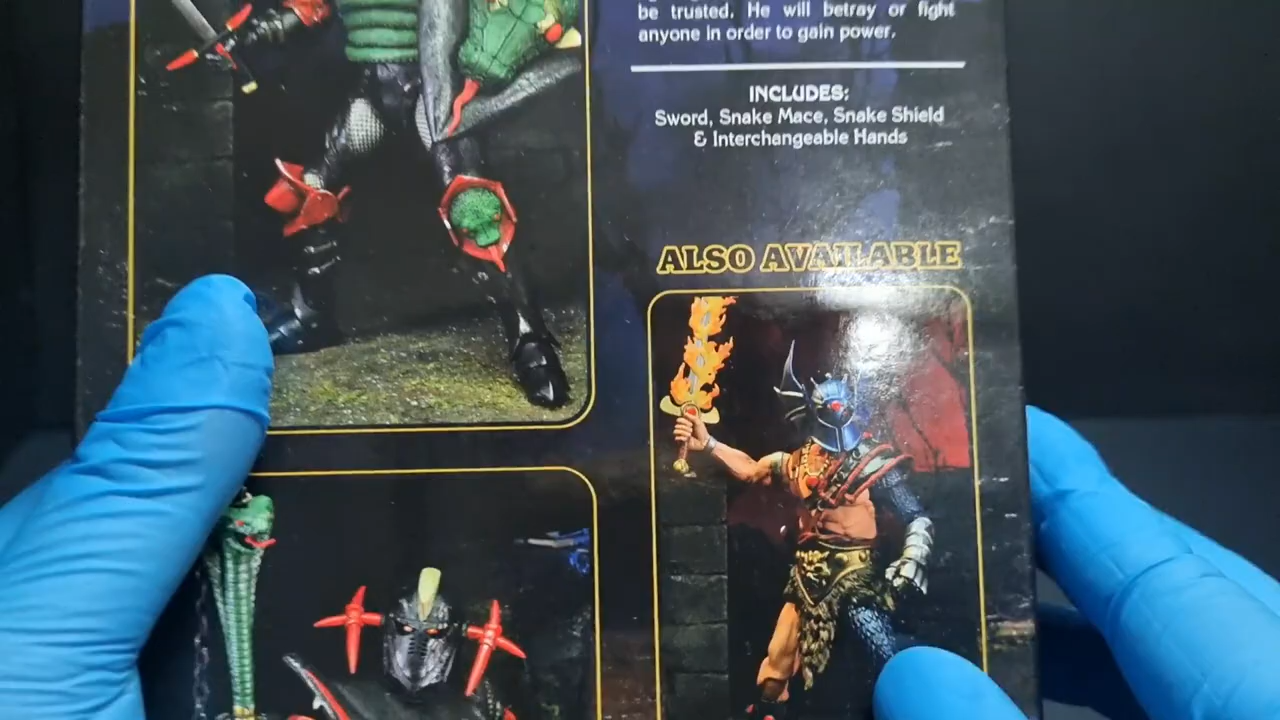 be trusted. He will betray or fight
anyone in order to gain power.
INCLUDES:
Sword, Snake Mace, Snake Shield
& Interchangeable Hands
ALSO AVAILABLE